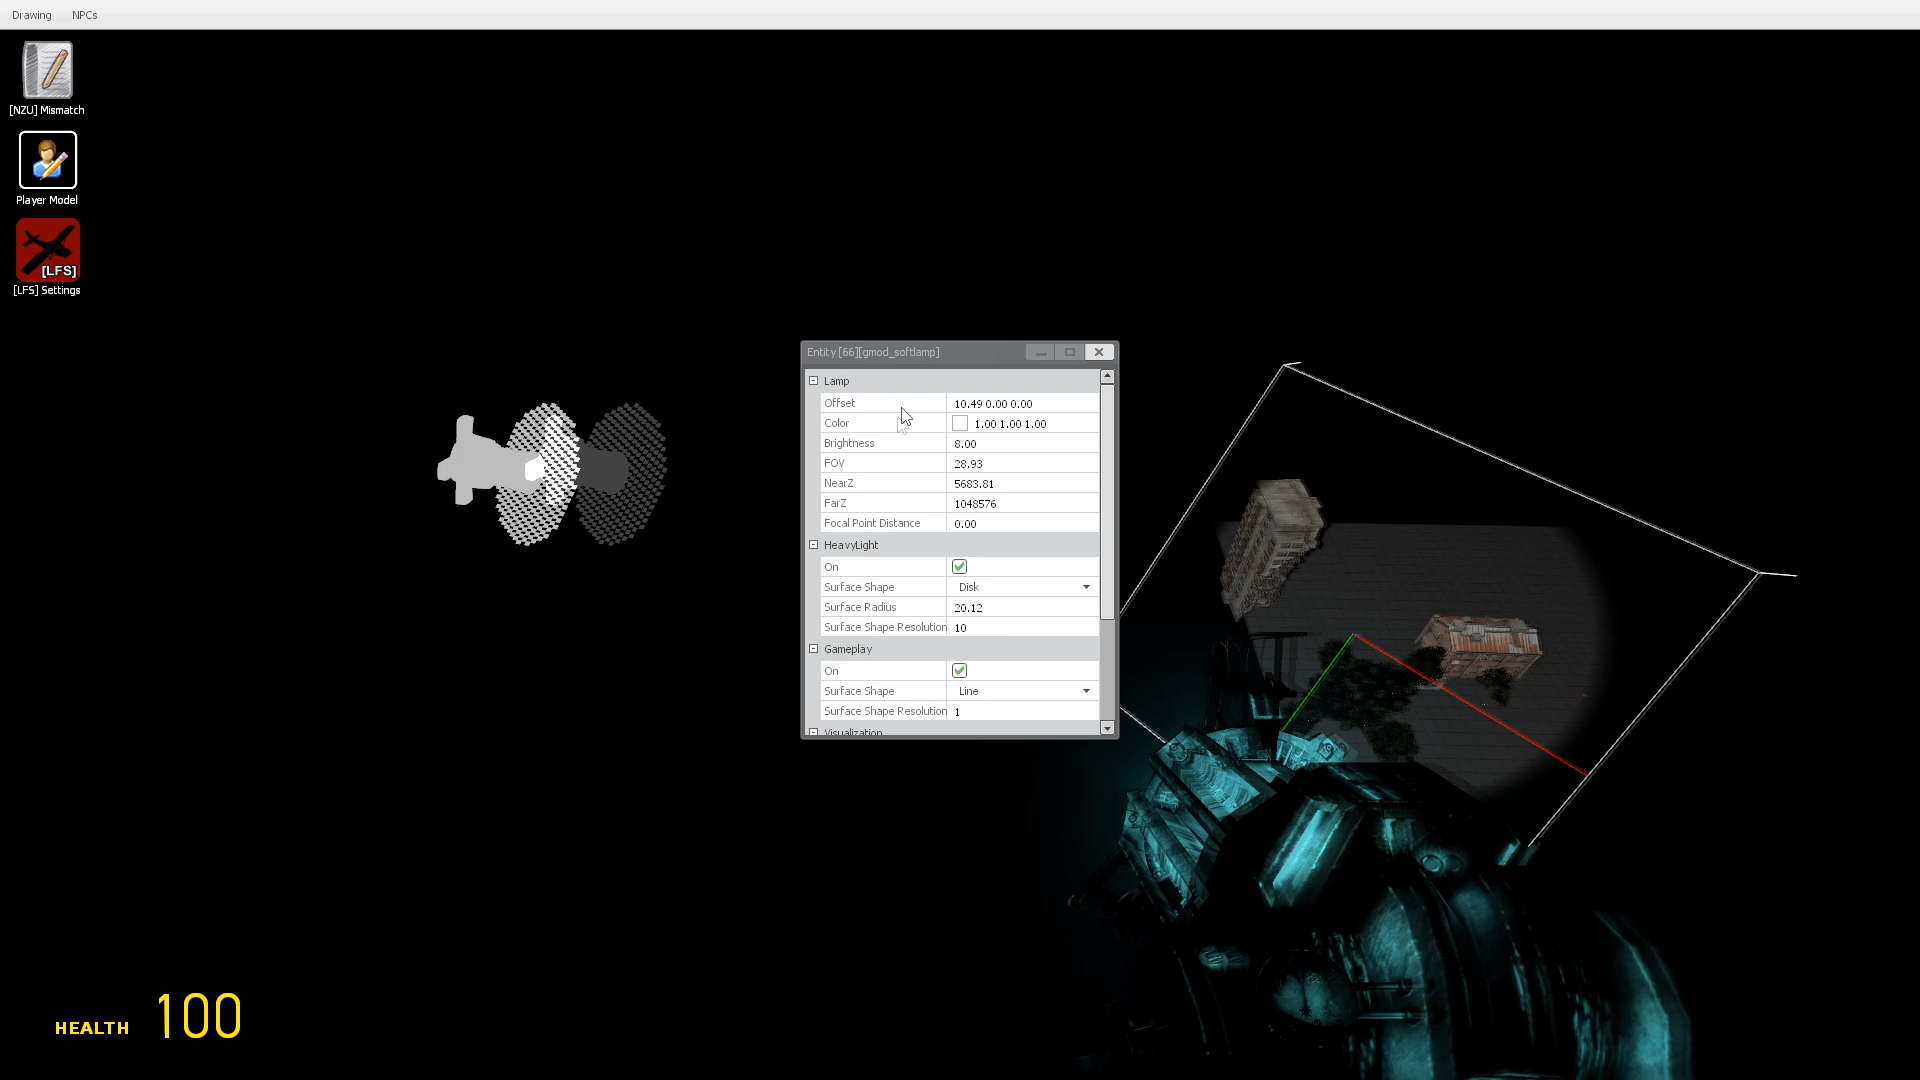 Drawing NPCs
[NZU] Mismatch
Player Model
[LFS]
[LFS] Settings
Entity [66][gmod_softlamp]
Lamp
Offset 10.49 0.00 0.00
Color 1.00 1.00 1.00
Brightness 8.00
FOV 28.93
NearZ 5683.81
FarZ 1048576
Focal Point Distance 0.00
HeavyLight
On
Surface Shape Disk
Surface Radius 20.12
Surface Shape Resolution 10
Gameplay
On
Surface Shape Line
Surface Shape Resolution 1
Visualization
HEALTH 100